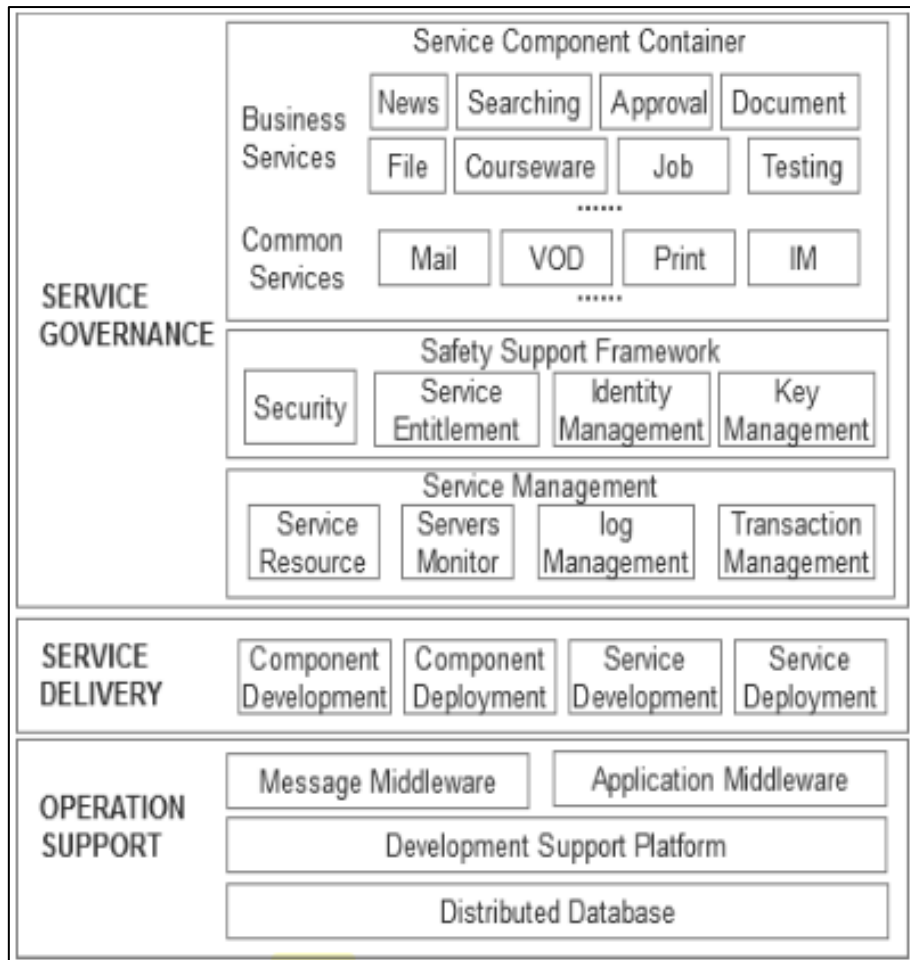 Service Component Container
Business
Services
News Searching Approval Document
File Courseware Job Testing
......
Common
Services
Mail VOD Print IM
......
SERVICE
GOVERNANCE
Safety Support Framework
Security
Service
Entitlement
Identity
Management
Key
Management
Service Management
Service
Resource
Servers
Monitor
log
Management
Transaction
Management
SERVICE
DELIVERY
Component
Development
Component
Deployment
Service
Development
Service
Deployment
OPERATION
SUPPORT
Message Middleware
Application Middleware
Development Support Platform
Distributed Database